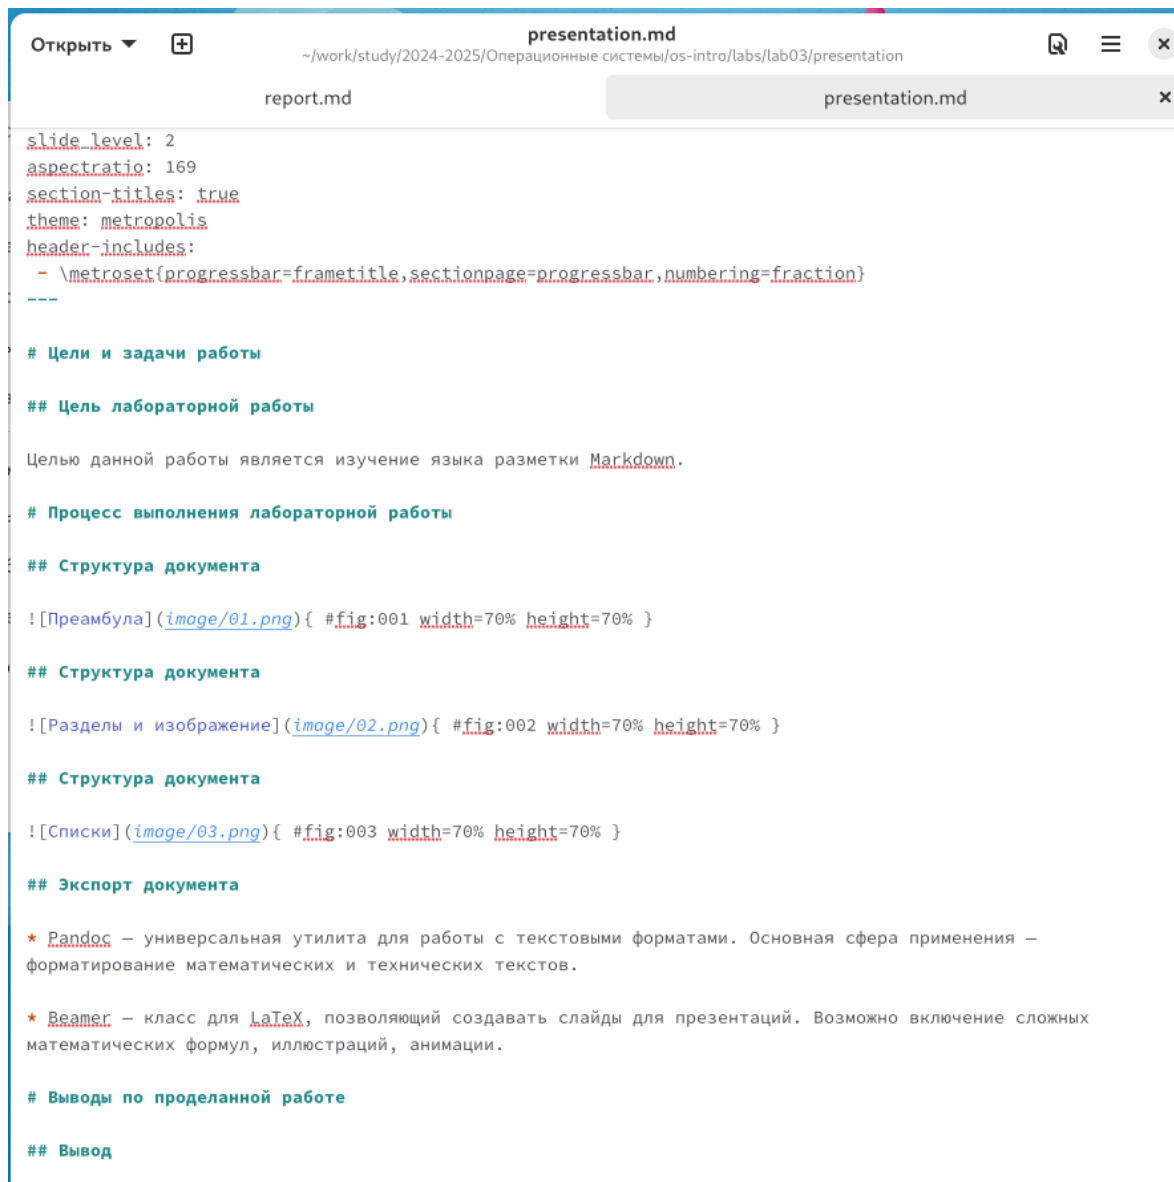 Открыть
presentation.md
~/work/study/2024-2025/Операционные системы/os-intro/labs/lab03/presentation
report.md
presentation.md
slide_level: 2
aspectratio: 169
section-titles: true
theme: metropolis
header-includes:
- \metroset{progressbar=frametitle,sectionpage=progressbar,numbering=fraction}
---
# Цели и задачи работы
## Цель лабораторной работы
Целью данной работы является изучение языка разметки Markdown.
# Процесс выполнения лабораторной работы
## Структура документа
![Преамбула](image/01.png){ #fig:001 width=70% height=70% }
## Структура документа
![Разделы и изображение](image/02.png){ #fig:002 width=70% height=70% }
## Структура документа
![Списки](image/03.png){ #fig:003 width=70% height=70% }
## Экспорт документа
* Pandoc — универсальная утилита для работы с текстовыми форматами. Основная сфера применения —
форматирование математических и технических текстов.
* Beamer — класс для LaTeX, позволяющий создавать слайды для презентаций. Возможно включение сложных
математических формул, иллюстраций, анимации.
# Выводы по проделанной работе
## Вывод